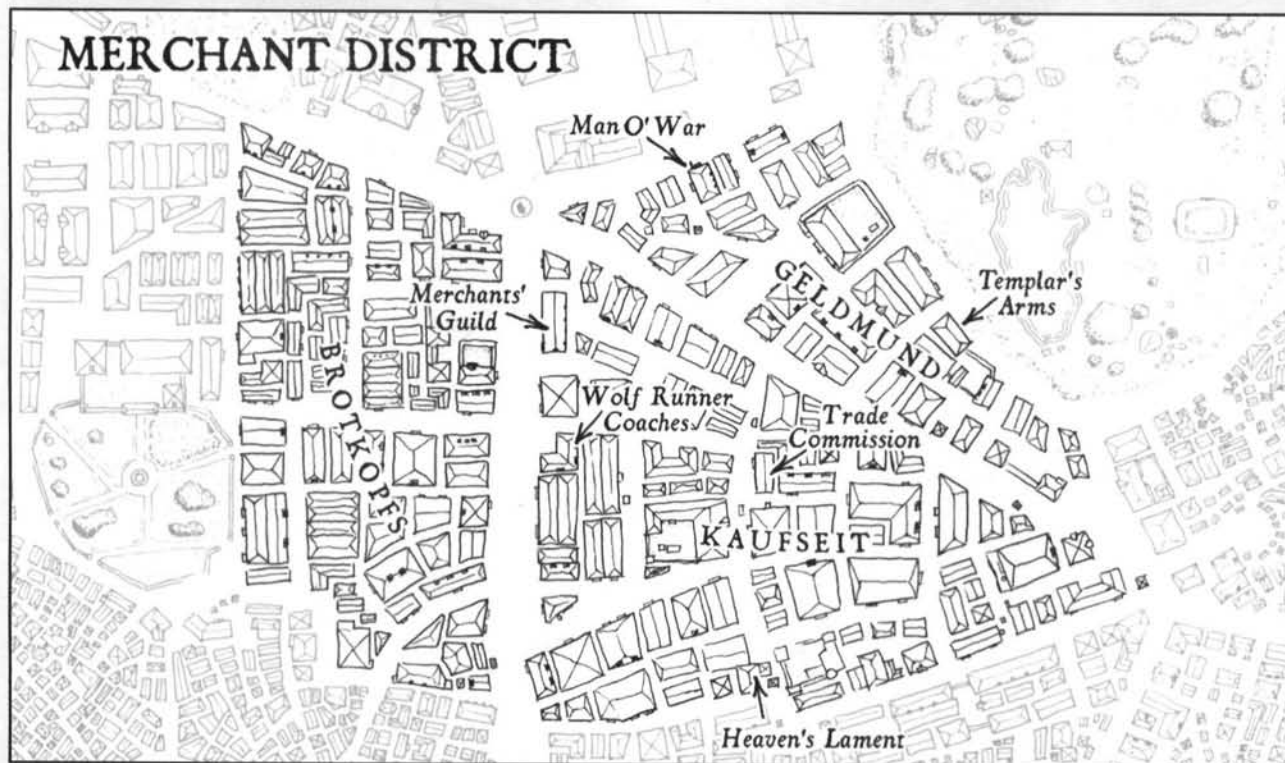 MERCHANT DISTRICT
Man O' War
GELDMUND
Templar's
Arms
Merchants'
Guild
BROTKOPFS
Wolf Runner
Coaches
Trade
Commission
KAUFSEIT
Heaven's Lament